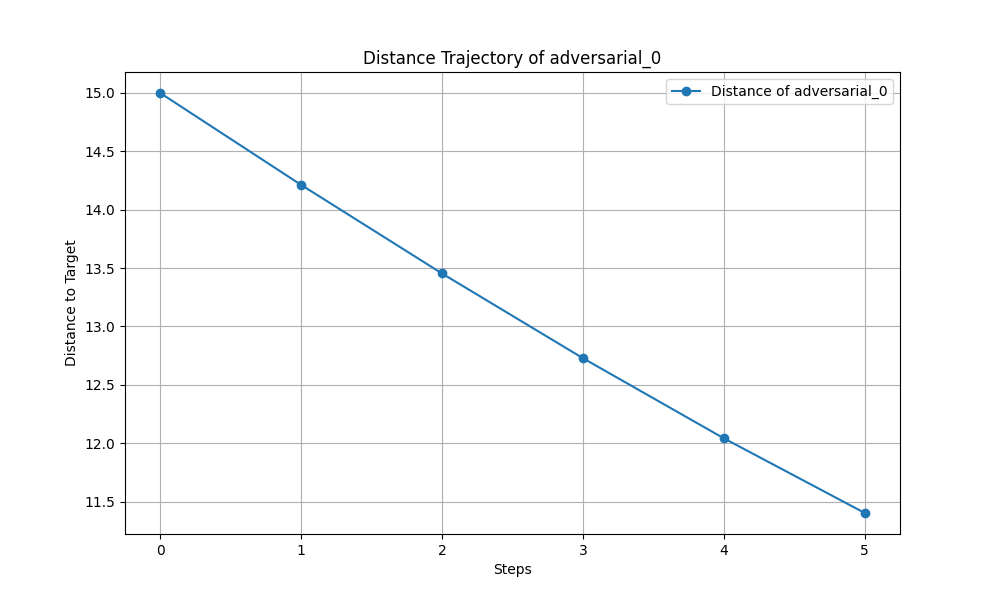 Distance Trajectory of adversarial_0
Distance of adversarial_0
Distance to Target
15.0
14.5
14.0
13.5
13.0
12.5
12.0
11.5
0 1 2 3 4 5
Steps